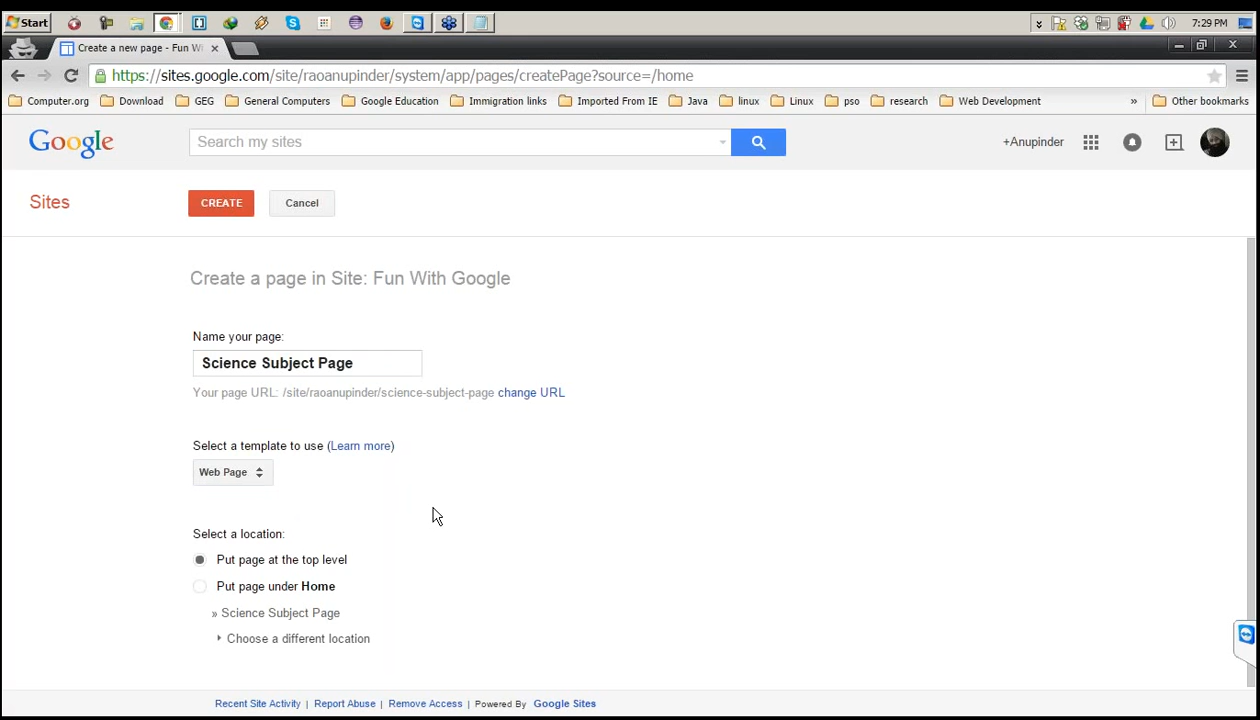 Start
7:29 PM
Create a new page - Fun Wi
https://sites.google.com/site/raoanupinder/system/app/pages/createPage?source=/home
Computer.org Download GEG General Computers Google Education Immigration links Imported From IE Java linux Linux pso research Web Development » Other bookmarks
Google Search my sites +Anupinder
Sites CREATE Cancel
Create a page in Site: Fun With Google
Name your page:
Science Subject Page
Your page URL: /site/raoanupinder/science-subject-page change URL
Select a template to use (Learn more)
Web Page
Select a location:
Put page at the top level
Put page under Home
» Science Subject Page
Choose a different location
Recent Site Activity | Report Abuse | Remove Access | Powered By Google Sites